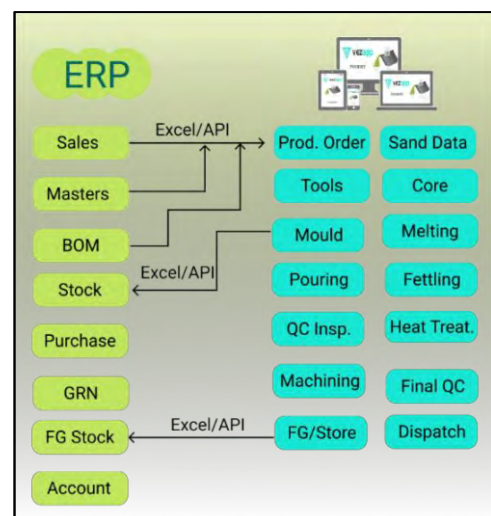 ERP
Sales
Masters
BOM
Stock
Purchase
GRN
FG Stock
Account
Excel/API
Excel/API
Excel/API
Prod. Order
Sand Data
Tools
Core
Mould
Melting
Pouring
Fettling
QC Insp.
Heat Treat.
Machining
Final QC
FG/Store
Dispatch